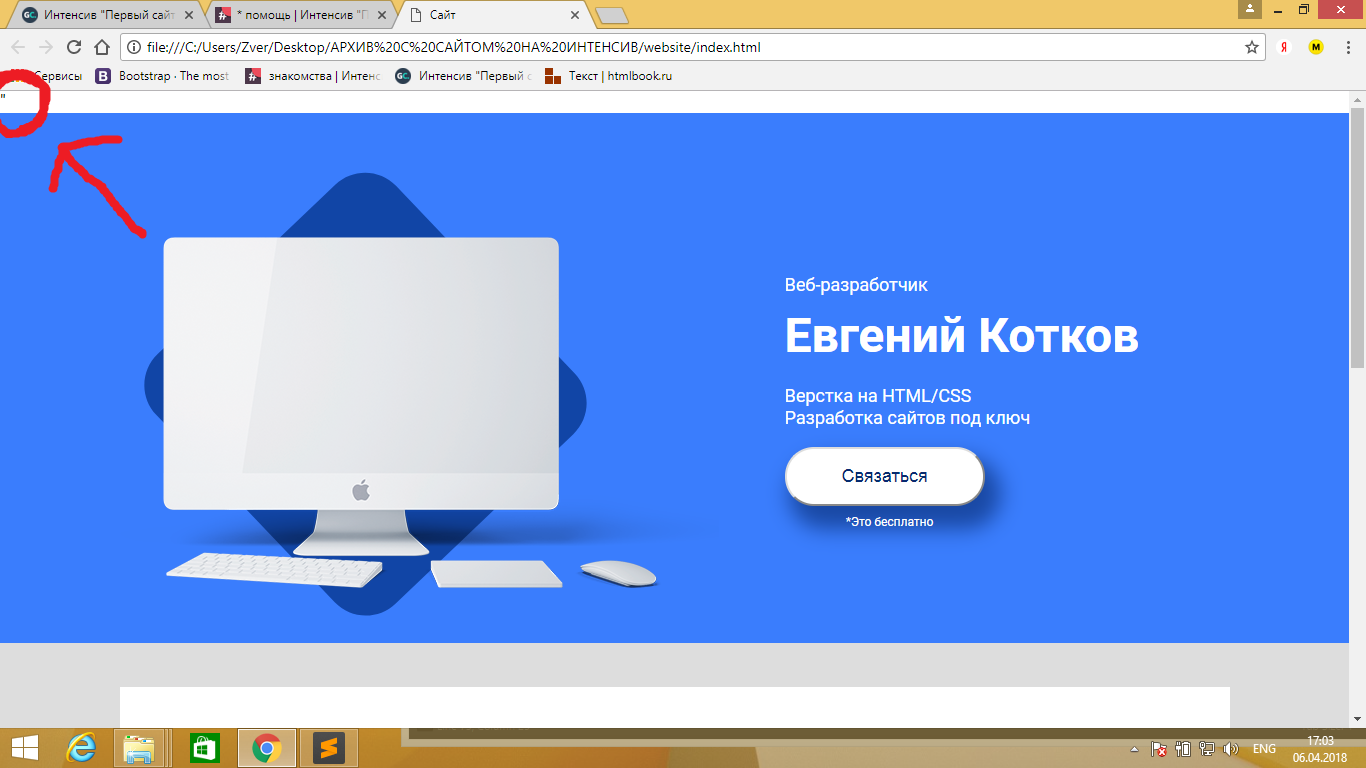 Интенсив "Первый сайт
* помощь | Интенсив "П
Сайт
file:///C:/Users/Zver/Desktop/АРХИВ%20С%20САЙТОМ%20НА%20ИНТЕНСИВ/website/index.html
Сервисы
Bootstrap · The most
знакомства | Интенс
Интенсив "Первый с
Текст | htmlbook.ru
"
Веб-разработчик
Евгений Котков
Верстка на HTML/CSS
Разработка сайтов под ключ
Связаться
*Это бесплатно
ENG
17:03
06.04.2018